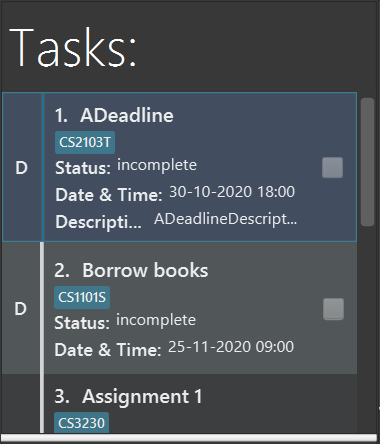 Tasks:
1. ADeadline
CS2103T
D
Status: incomplete
Date & Time: 30-10-2020 18:00
Descripti... ADeadlineDescript...
2. Borrow books
CS1101S
D
Status: incomplete
Date & Time: 25-11-2020 09:00
3. Assignment 1
CS3230